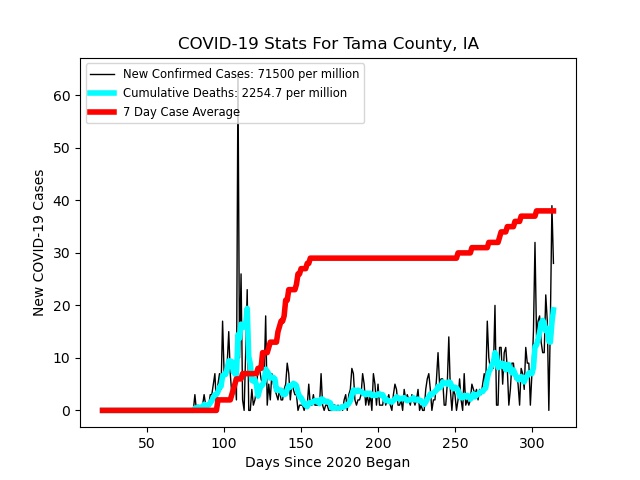 COVID-19 Stats For Tama County, IA
New Confirmed Cases: 71500 per million
Cumulative Deaths: 2254.7 per million
7 Day Case Average
New COVID-19 Cases
60
50
40
30
20
10
0
50 100 150 200 250 300
Days Since 2020 Began